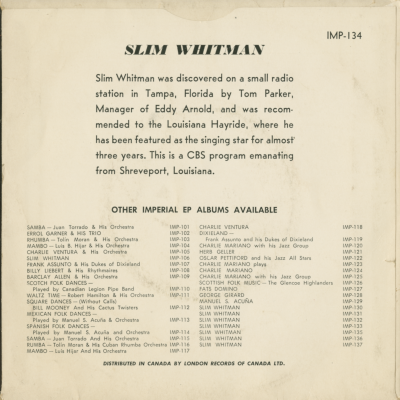 IMP-134
SLIM WHITMAN
Slim Whitman was discovered on a small radio
station in Tampa, Florida by Tom Parker,
Manager of Eddy Arnold, and was recom-
mended to the Louisiana Hayride, where he
has been featured as the singing star for almost
three years. This is a CBS program emanating
from Shreveport, Louisiana.
OTHER IMPERIAL EP ALBUMS AVAILABLE
SAMBA — Juan Torrado & His Orchestra IMP-101
ERROL GARNER & HIS TRIO IMP-102
RHUMBA — Tolin Moran & His Orchestra IMP-103
MAMBO — Luis B. Hijar & His Orchestra IMP-104
CHARLIE VENTURA & His Orchestra IMP-105
SLIM WHITMAN IMP-106
FRANK ASSUNTO & His Dukes of Dixieland IMP-107
BILLY LIEBERT & His Rhythmaires IMP-108
BARCLAY ALLEN & His Orchestra IMP-109
SCOTCH FOLK DANCES—
Played by Canadian Legion Pipe Band IMP-110
WALTZ TIME — Robert Hamilton & His Orchestra IMP-111
SQUARE DANCES — (Without Calls)
BILL MOONEY And His Cactus Twisters IMP-112
MEXICAN FOLK DANCES—
Played by Manuel S. Acuña & Orchestra IMP-113
SPANISH FOLK DANCES—
Played by Manuel S. Acuña and Orchestra IMP-114
SAMBA — Juan Torrado And His Orchestra IMP-115
RUMBA — Tolin Moran & His Cuban Rhumba Orchestra IMP-116
MAMBO — Luis Hijar And His Orchestra IMP-117
CHARLIE VENTURA IMP-118
DIXIELAND —
Frank Assunto and his Dukes of Dixieland IMP-119
CHARLIE MARIANO with his Jazz Group IMP-120
HERB GELLER IMP-121
OSCAR PETTIFORD and his Jazz All Stars IMP-122
CHARLIE MARIANO plays IMP-123
CHARLIE MARIANO IMP-124
CHARLIE MARIANO with his Jazz Group IMP-125
SCOTTISH FOLK MUSIC — The Glenrose Highlanders IMP-126
FATS DOMINO IMP-127
GEORGE GIRARD IMP-128
MANUEL S. ACUÑA IMP-129
SLIM WHITMAN IMP-130
SLIM WHITMAN IMP-131
SLIM WHITMAN IMP-132
SLIM WHITMAN IMP-133
SLIM WHITMAN IMP-135
SLIM WHITMAN IMP-136
SLIM WHITMAN IMP-137
DISTRIBUTED IN CANADA BY LONDON RECORDS OF CANADA LTD.